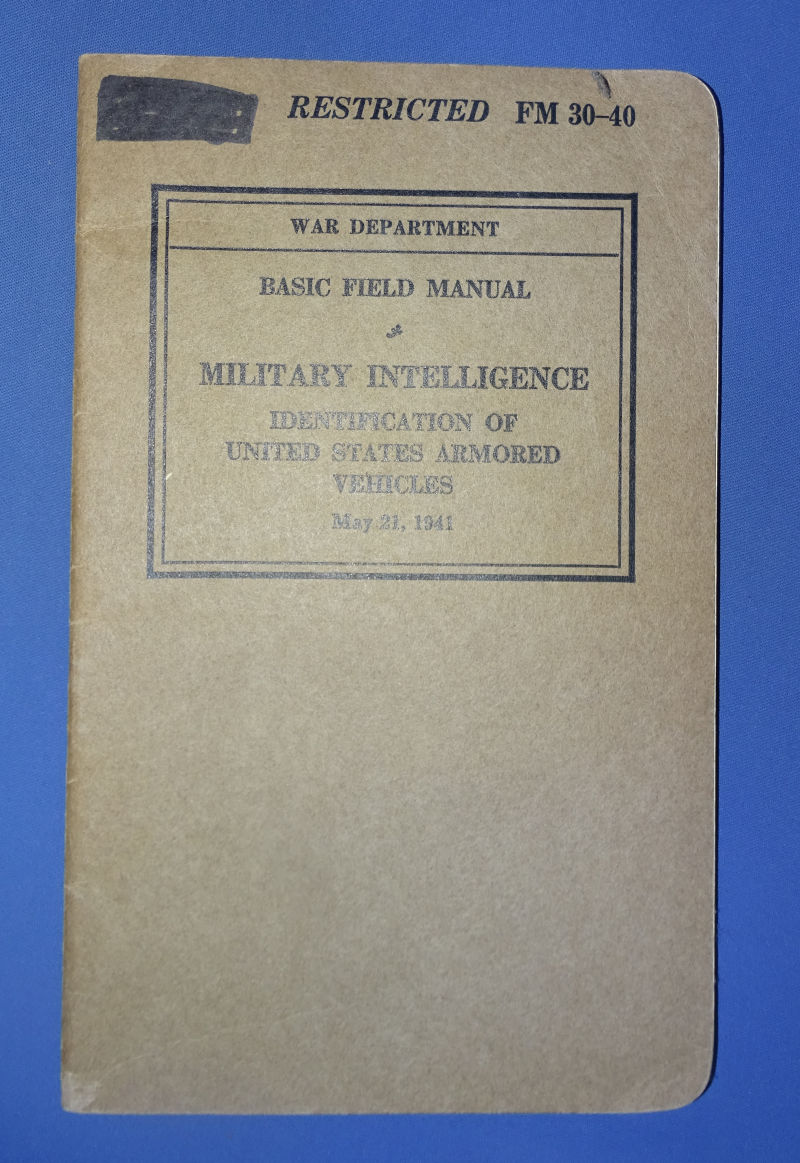 RESTRICTED FM 30–40
WAR DEPARTMENT
BASIC FIELD MANUAL
MILITARY INTELLIGENCE
IDENTIFICATION OF
UNITED STATES ARMORED
VEHICLES
May 21, 1941